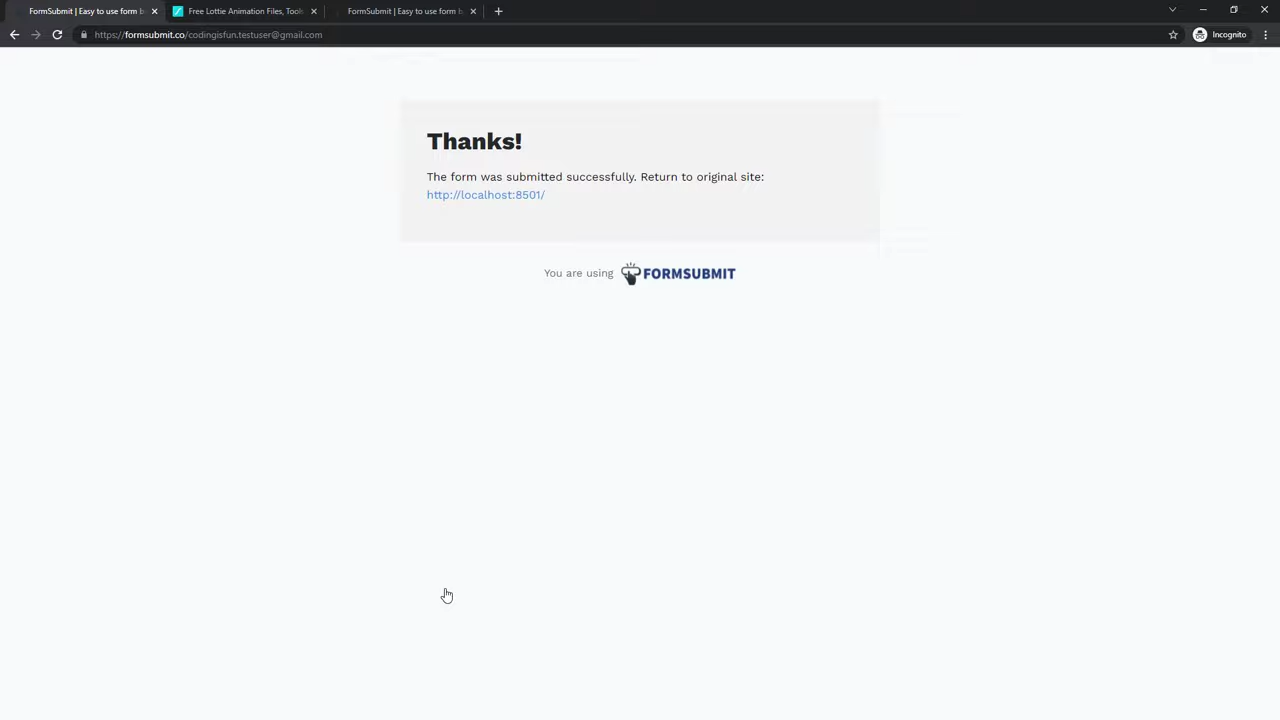 FormSubmit | Easy to use form b
Free Lottie Animation Files, Tools
FormSubmit | Easy to use form b
https://formsubmit.co/codingisfun.testuser@gmail.com
Incognito
Thanks!
The form was submitted successfully. Return to original site:
http://localhost:8501/
You are using FORMSUBMIT